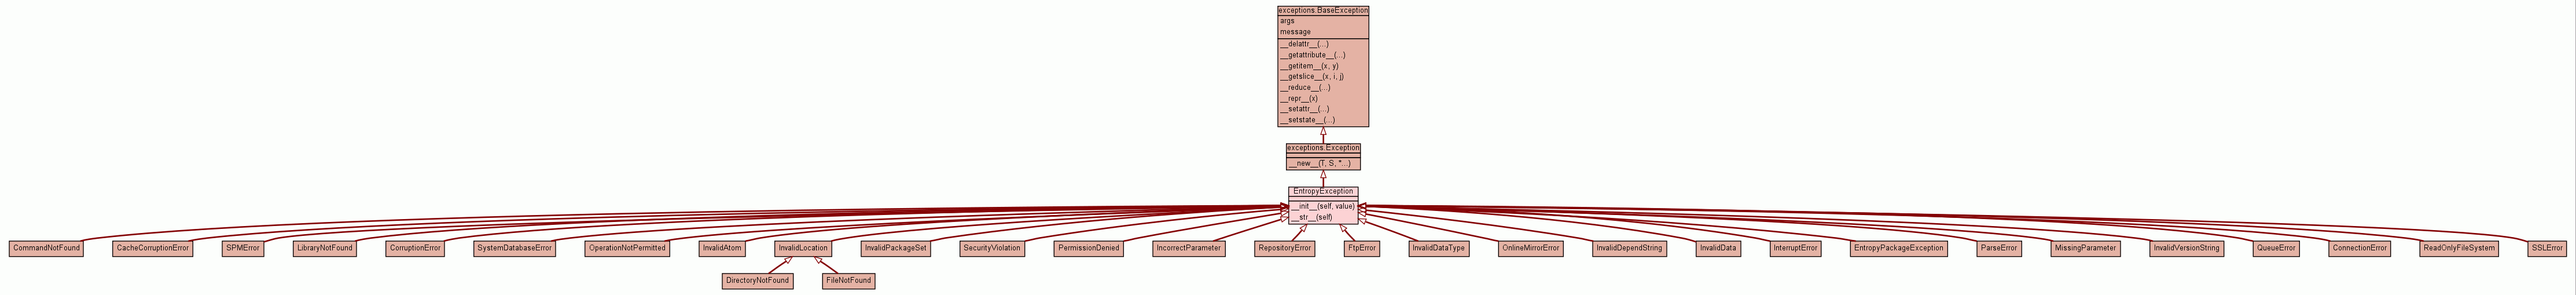 exceptions.BaseException
args
message
__delattr__(...)
__getattribute__(...)
__getitem__(x, y)
__getslice__(x, i, j)
__reduce__(...)
__repr__(x)
__setattr__(...)
__setstate__(...)
exceptions.Exception
__new__(T, S, *...)
EntropyException
__init__(self, value)
__str__(self)
CommandNotFound
CacheCorruptionError
SPMError
LibraryNotFound
CorruptionError
SystemDatabaseError
OperationNotPermitted
InvalidAtom
InvalidLocation
InvalidPackageSet
SecurityViolation
PermissionDenied
IncorrectParameter
RepositoryError
FtpError
InvalidDataType
OnlineMirrorError
InvalidDependString
InvalidData
InterruptError
EntropyPackageException
ParseError
MissingParameter
InvalidVersionString
QueueError
ConnectionError
ReadOnlyFileSystem
SSLError
DirectoryNotFound
FileNotFound